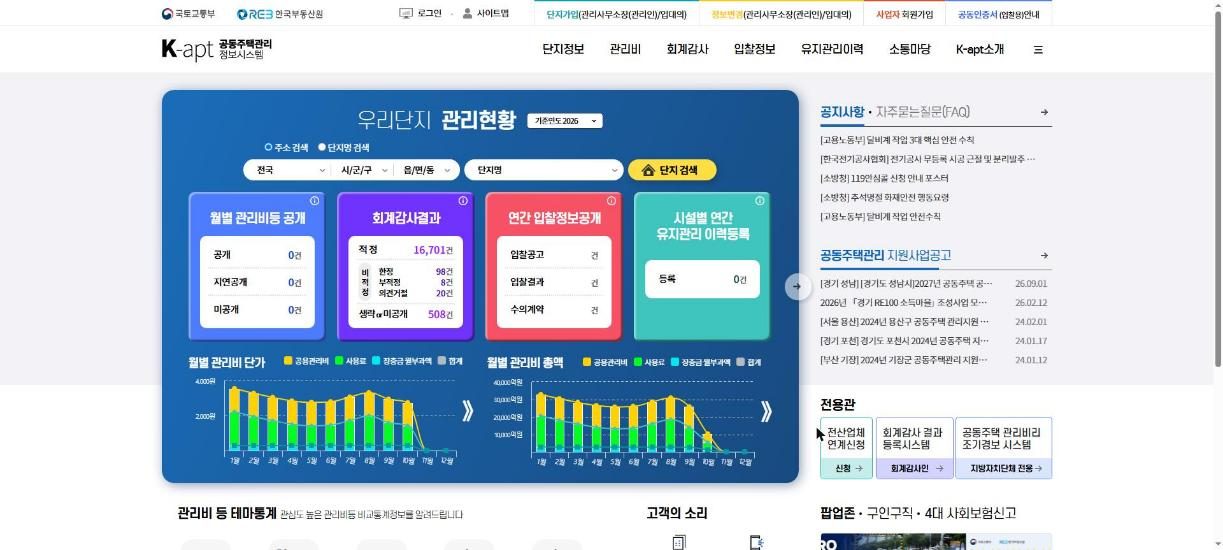 국토교통부
REB 한국부동산원
로그인
사이트맵
단지가입(관리사무소장(관리인)/입대의)
정보변경(관리사무소장(관리인)/입대의)
사업자 회원가입
공동인증서 (입찰용)안내
K-apt 공동주택관리
정보시스템
단지정보
관리비
회계감사
입찰정보
유지관리이력
소통마당
K-apt소개
우리단지 관리현황
기준년도 2026
주소 검색
단지명 검색
전국
시/군/구
읍/면/동
단지명
단지 검색
월별 관리비등 공개
공개 0건
지연공개 0건
미공개 0건
회계감사결과
적 정 16,701건
비적정
한정 98건
부적정 8건
의견거절 20건
생략or미공개 508건
연간 입찰정보공개
입찰공고 건
입찰결과 건
수의계약 건
시설별 연간
유지관리 이력등록
등록 0건
월별 관리비 단가
공용관리비 사용료 장충금 월부과액 합계
4,000원
2,000원
1월 2월 3월 4월 5월 6월 7월 8월 9월 10월 11월 12월
월별 관리비 총액
공용관리비 사용료 장충금 월부과액 합계
40,000억원
30,000억원
20,000억원
10,000억원
1월 2월 3월 4월 5월 6월 7월 8월 9월 10월 11월 12월
공지사항 · 자주묻는질문(FAQ)
[고용노동부] 달비계 작업 3대 핵심 안전 수칙
[한국전기공사협회] 전기공사 무등록 시공 근절 및 분리발주 ···
[소방청] 119안심콜 신청 안내 포스터
[소방청] 추석명절 화재안전 행동요령
[고용노동부] 달비계 작업 안전수칙
공동주택관리 지원사업공고
[경기 성남] [경기도 성남시]2027년 공동주택 공··· 26.09.01
2026년 「경기 RE100 소득마을」 조성사업 모··· 26.02.12
[서울 용산] 2024년 용산구 공동주택 관리지원 ··· 24.02.01
[경기 포천] 경기도 포천시 2024년 공동주택 지··· 24.01.17
[부산 기장] 2024년 기장군 공동주택관리 지원··· 24.01.12
전용관
전산업체
연계신청
신청
회계감사 결과
등록시스템
회계감사인
공동주택 관리비리
조기경보 시스템
지방자치단체 전용
관리비 등 테마통계 관심도 높은 관리비등 비교통계정보를 알려드립니다
고객의 소리
팝업존 · 구인구직 · 4대 사회보험신고